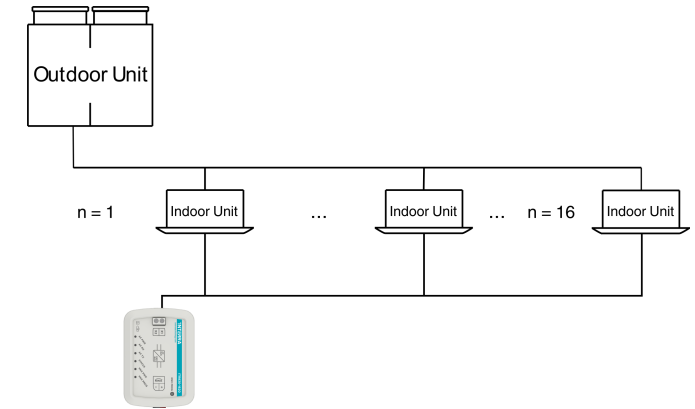 Outdoor Unit
n = 1
Indoor Unit
...
Indoor Unit
...
n = 16
Indoor Unit